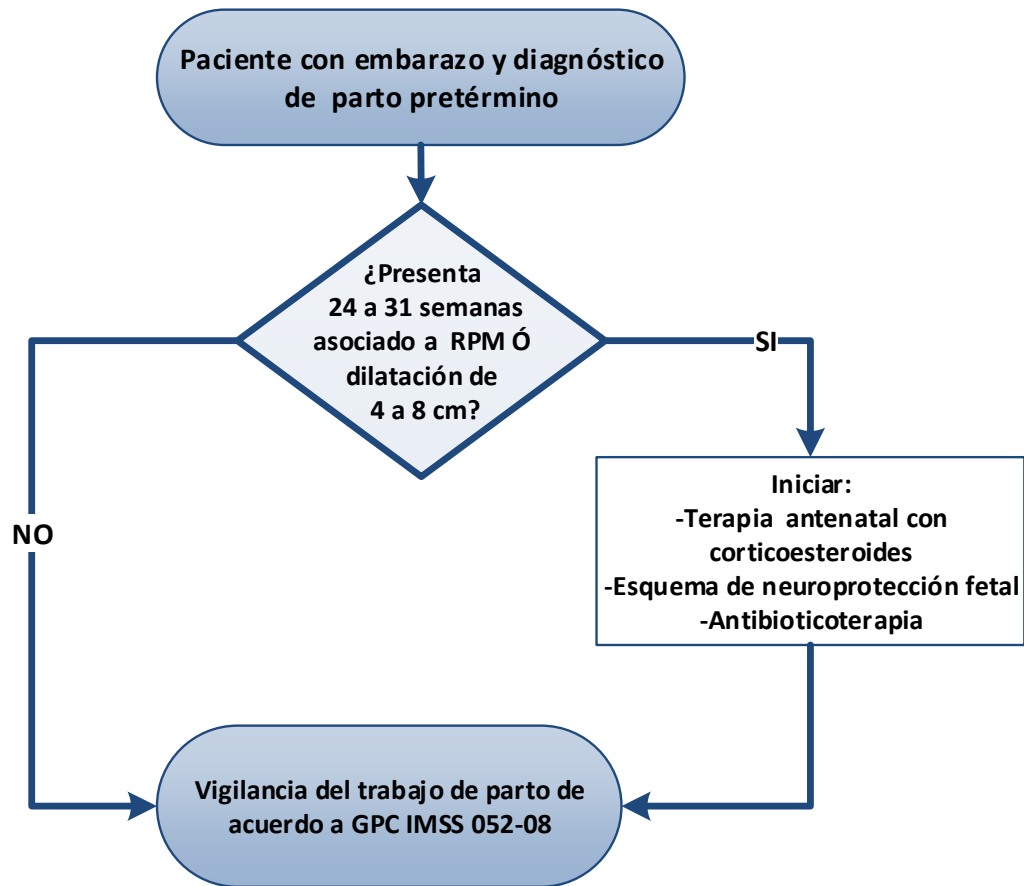 Paciente con embarazo y diagnóstico
de parto pretérmino
¿Presenta
24 a 31 semanas
asociado a RPM Ó
dilatación de
4 a 8 cm?
SI
NO
Iniciar:
-Terapia antenatal con
corticoesteroides
-Esquema de neuroprotección fetal
-Antibioticoterapia
Vigilancia del trabajo de parto de
acuerdo a GPC IMSS 052-08